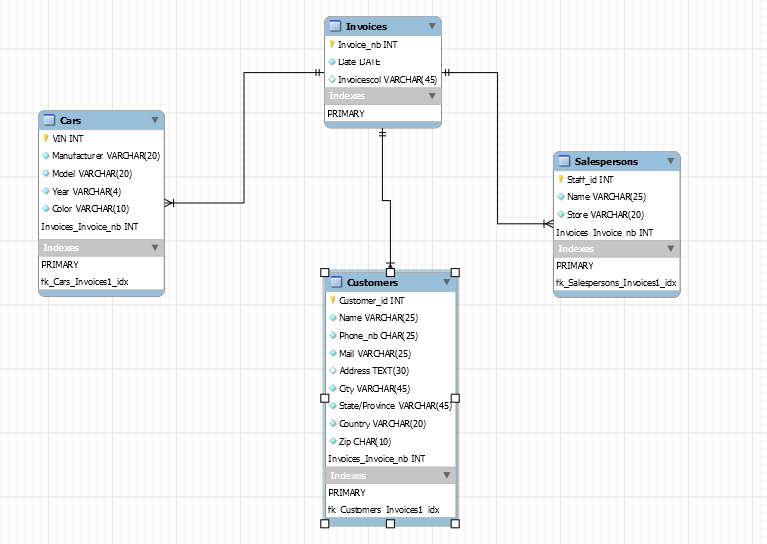 Invoices
Invoice_nb INT
Date DATE
Invoicescol VARCHAR(45)
Indexes
PRIMARY
Cars
VIN INT
Manufacturer VARCHAR(20)
Model VARCHAR(20)
Year VARCHAR(4)
Color VARCHAR(10)
Invoices_Invoice_nb INT
Indexes
PRIMARY
fk_Cars_Invoices1_idx
Salespersons
Staff_id INT
Name VARCHAR(25)
Store VARCHAR(20)
Invoices_Invoice_nb INT
Indexes
PRIMARY
fk_Salespersons_Invoices1_idx
Customers
Customer_id INT
Name VARCHAR(25)
Phone_nb CHAR(25)
Mail VARCHAR(25)
Address TEXT(30)
City VARCHAR(45)
State/Province VARCHAR(45)
Country VARCHAR(20)
Zip CHAR(10)
Invoices_Invoice_nb INT
Indexes
PRIMARY
fk_Customers_Invoices1_idx